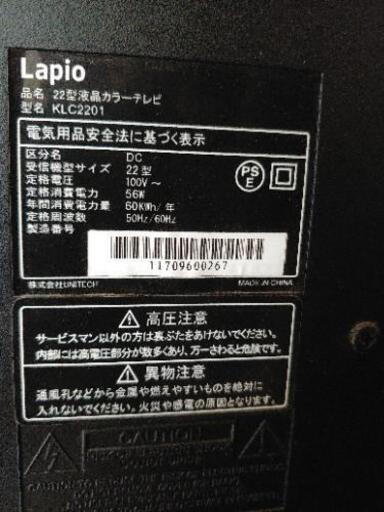 Lapio
品名 22型液晶カラーテレビ
型名 KLC2201
電気用品安全法に基づく表示
区分名 DC
受信機型サイズ 22型
定格電圧 100V～
定格消費電力 56W
年間消費電力量 60KWh/年
定格周波数 50Hz/60Hz
製造番号
PS
E
11709600267
株式会社UNITECH MADE IN CHINA
高圧注意
サービスマン以外の方は裏ぶたをあけないでください。
内部には高電圧部分が数多くあり、万一さわると危険です。
異物注意
通風孔などから金属や燃えやすいものを絶対に
入れないでください。火災や感電の原因となります。
CAUTION